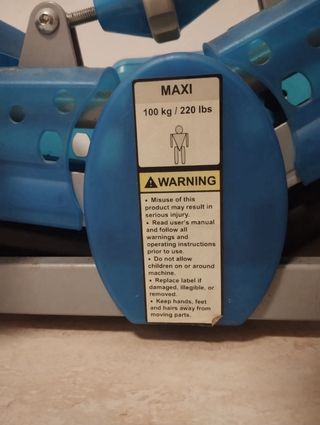 MAXI
100 kg / 220 lbs
WARNING
• Misuse of this
product may result in
serious injury.
• Read user's manual
and follow all
warnings and
operating instructions
prior to use.
• Do not allow
children on or around
machine.
• Replace label if
damaged, illegible, or
removed.
• Keep hands, feet
and hairs away from
moving parts.